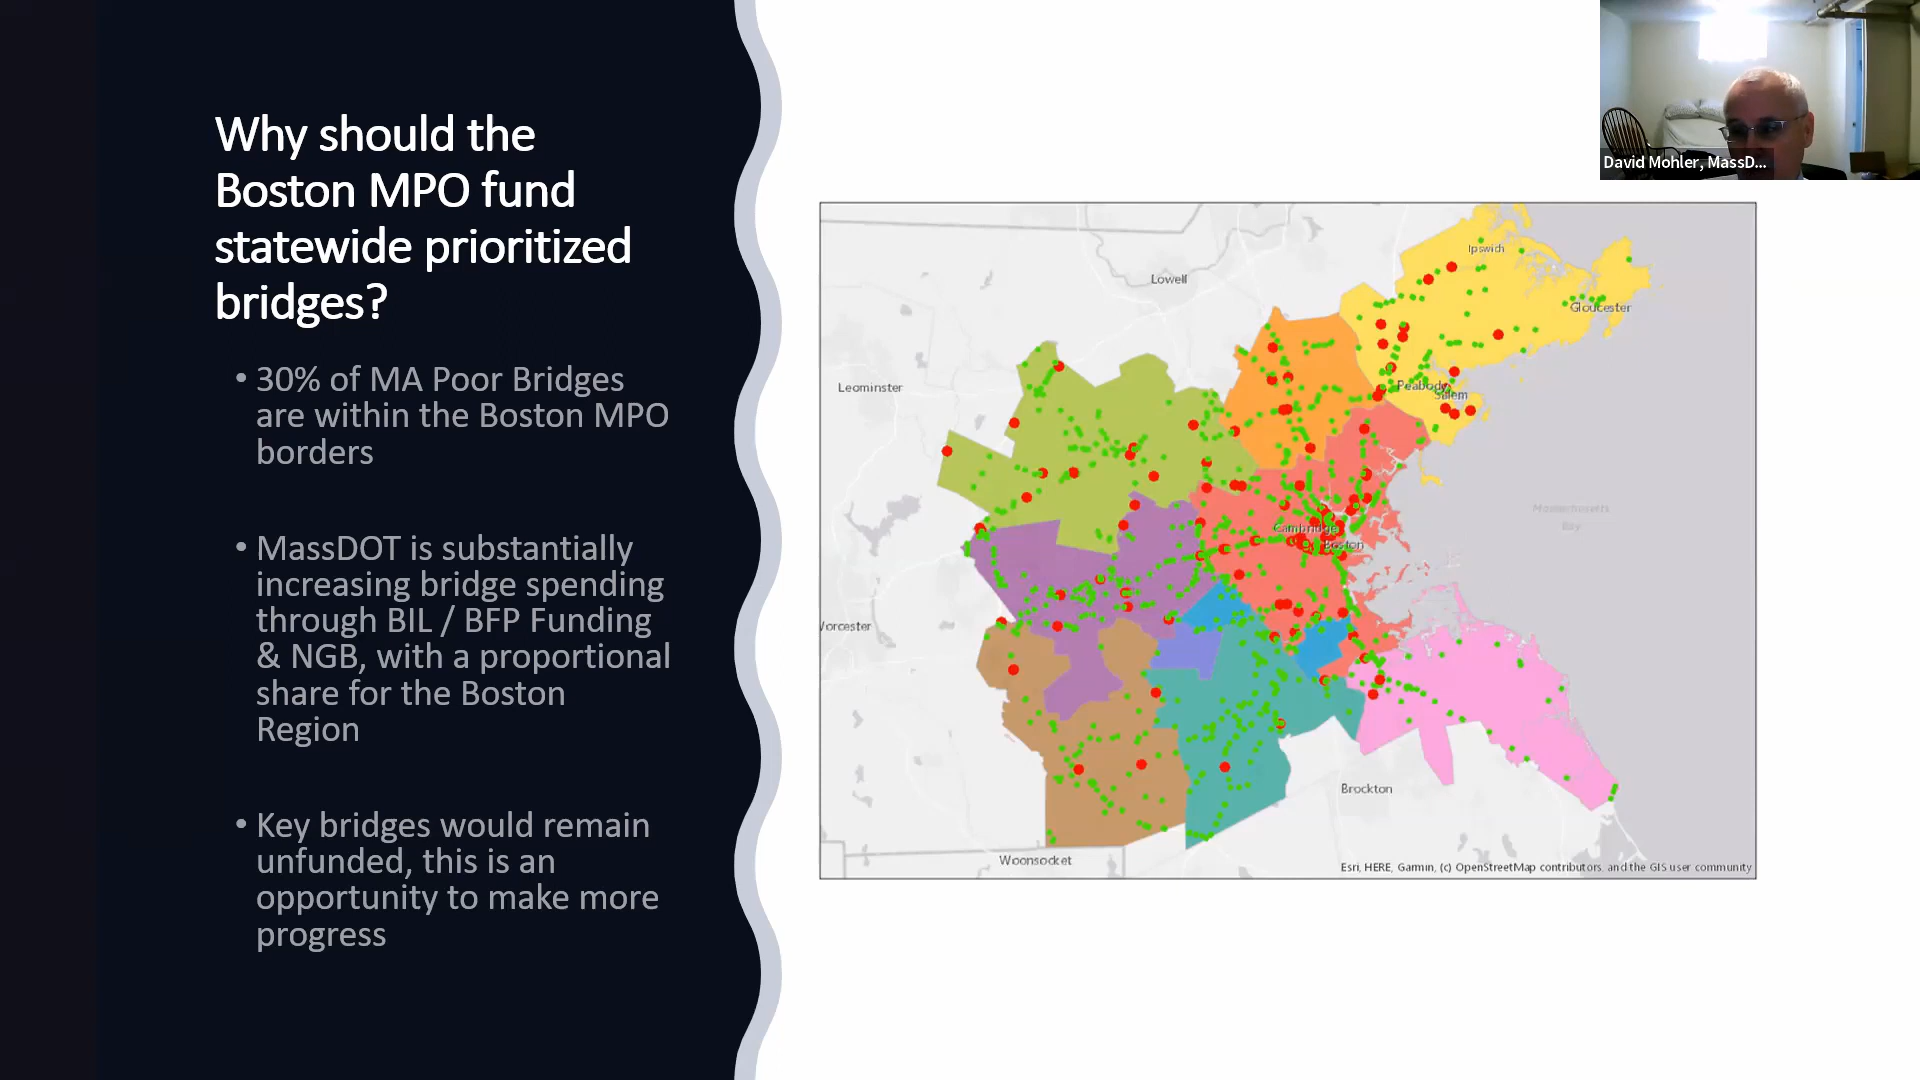 Why should the
Boston MPO fund
statewide prioritized
bridges?
• 30% of MA Poor Bridges
are within the Boston MPO
borders
• MassDOT is substantially
increasing bridge spending
through BIL / BFP Funding
& NGB, with a proportional
share for the Boston
Region
• Key bridges would remain
unfunded, this is an
opportunity to make more
progress
David Mohler, MassD...
Ipswich
Lowell
Gloucester
Leominster
Peabody
Salem
Massachusetts
Bay
Cambridge
Boston
Worcester
Brockton
Woonsocket
Esri, HERE, Garmin, (c) OpenStreetMap contributors, and the GIS user community